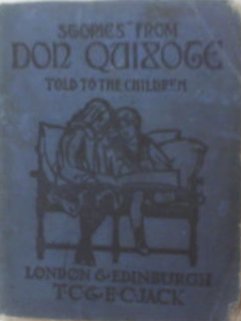 STORIES FROM
DON QUIXOTE
TOLD TO THE CHILDREN
LONDON & EDINBURGH
T·C & E·C·JACK